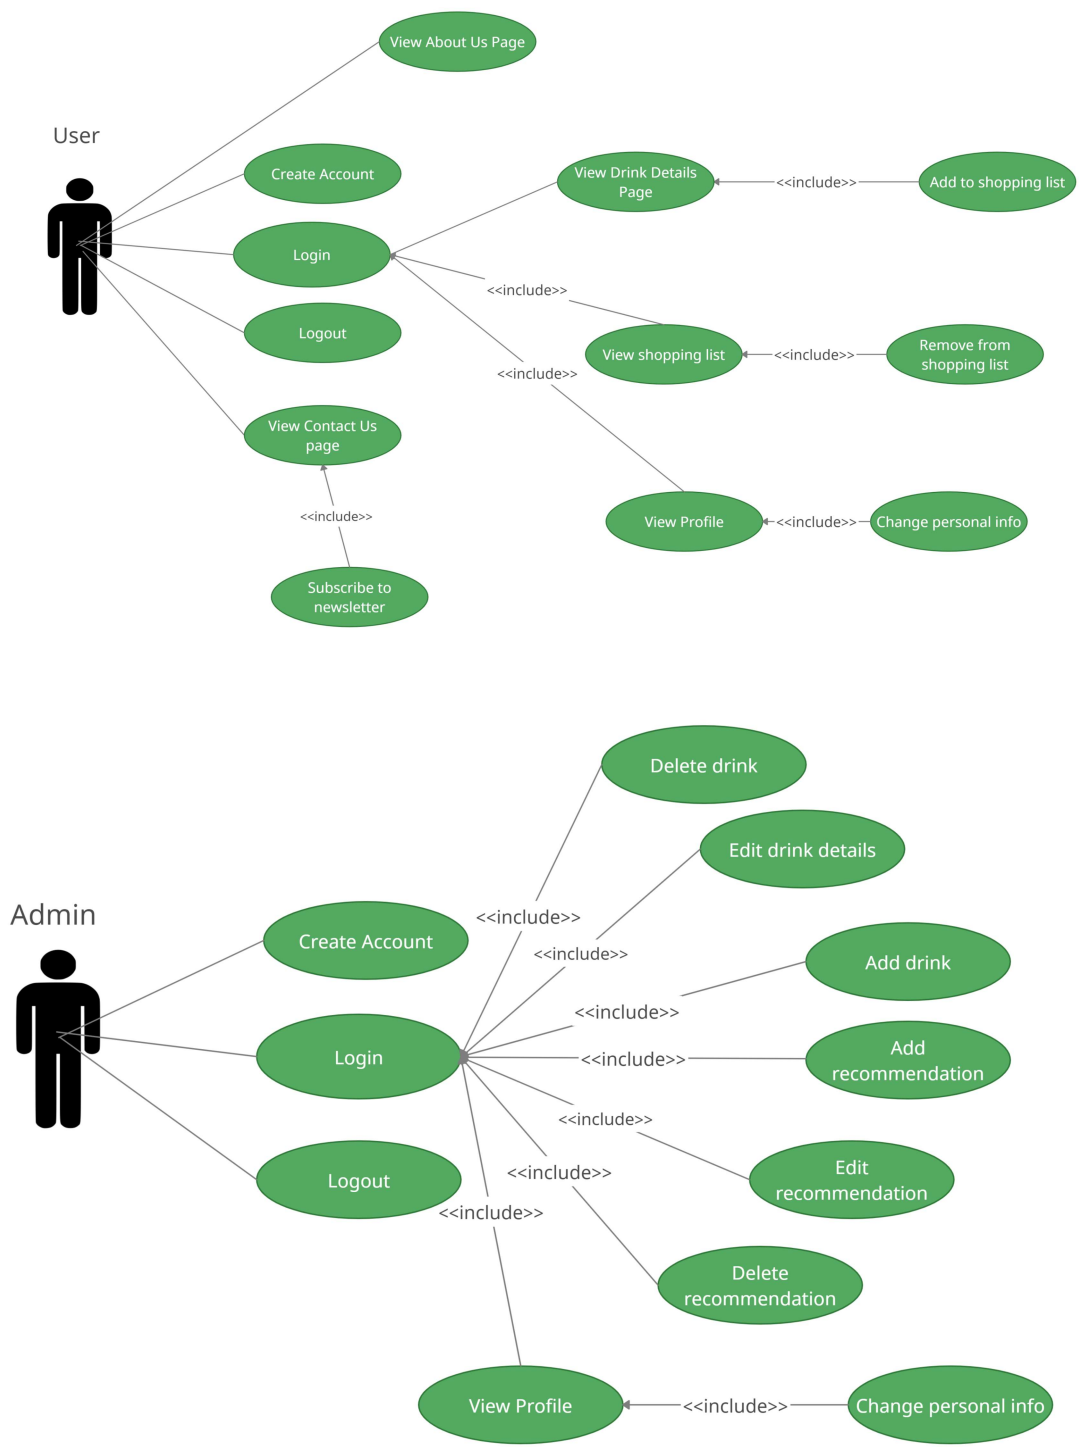 View About Us Page
User
Create Account
View Drink Details
Page
<<include>>
Add to shopping list
Login
<<include>>
Logout
View shopping list
<<include>>
Remove from
shopping list
<<include>>
View Contact Us
page
<<include>>
View Profile
<<include>>
Change personal info
Subscribe to
newsletter
Delete drink
Edit drink details
Admin
<<include>>
Create Account
<<include>>
Add drink
<<include>>
Login
<<include>>
Add
recommendation
<<include>>
Logout
<<include>>
Edit
recommendation
<<include>>
Delete
recommendation
View Profile
<<include>>
Change personal info